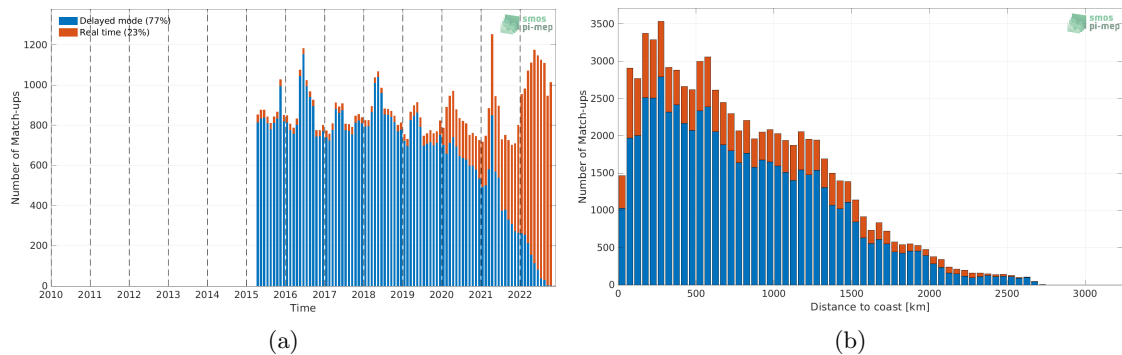 Delayed mode (77%)
Real time (23%)
smos
pi-mep
Number of Match-ups
1200
1000
800
600
400
200
0
2010 2011 2012 2013 2014 2015 2016 2017 2018 2019 2020 2021 2022
Time
(a)
smos
pi-mep
Number of Match-ups
3500
3000
2500
2000
1500
1000
500
0
0 500 1000 1500 2000 2500 3000
Distance to coast [km]
(b)